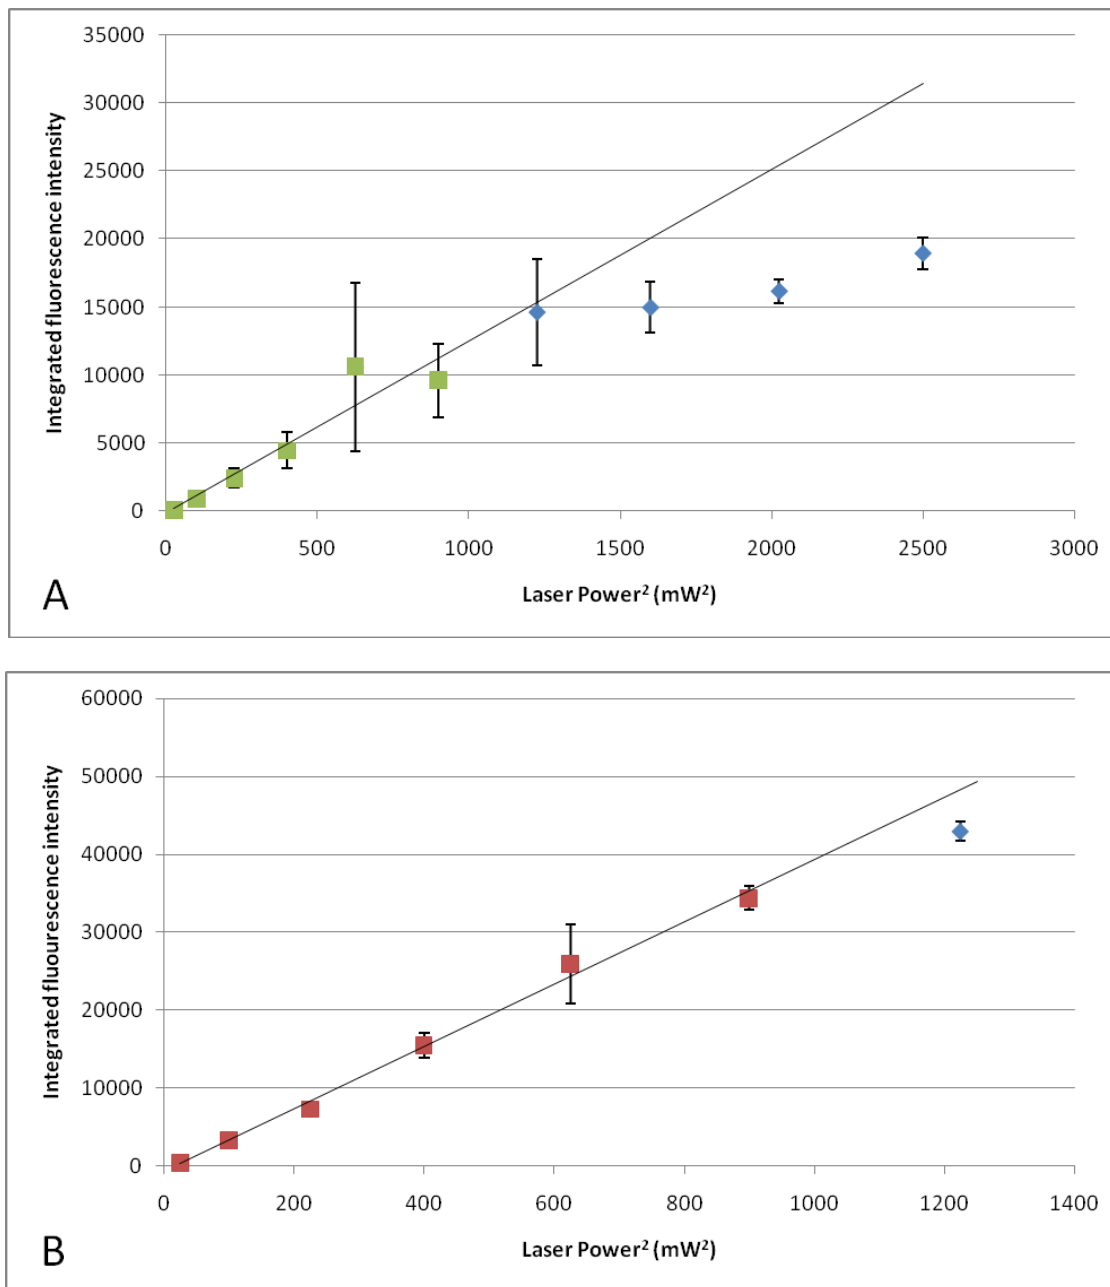 35000
30000
25000
20000
15000
10000
5000
0
Integrated fluorescence intensity
0 500 1000 1500 2000 2500 3000
Laser Power² (mW²)
A
60000
50000
40000
30000
20000
10000
0
Integrated fluourescence intensity
0 200 400 600 800 1000 1200 1400
Laser Power² (mW²)
B